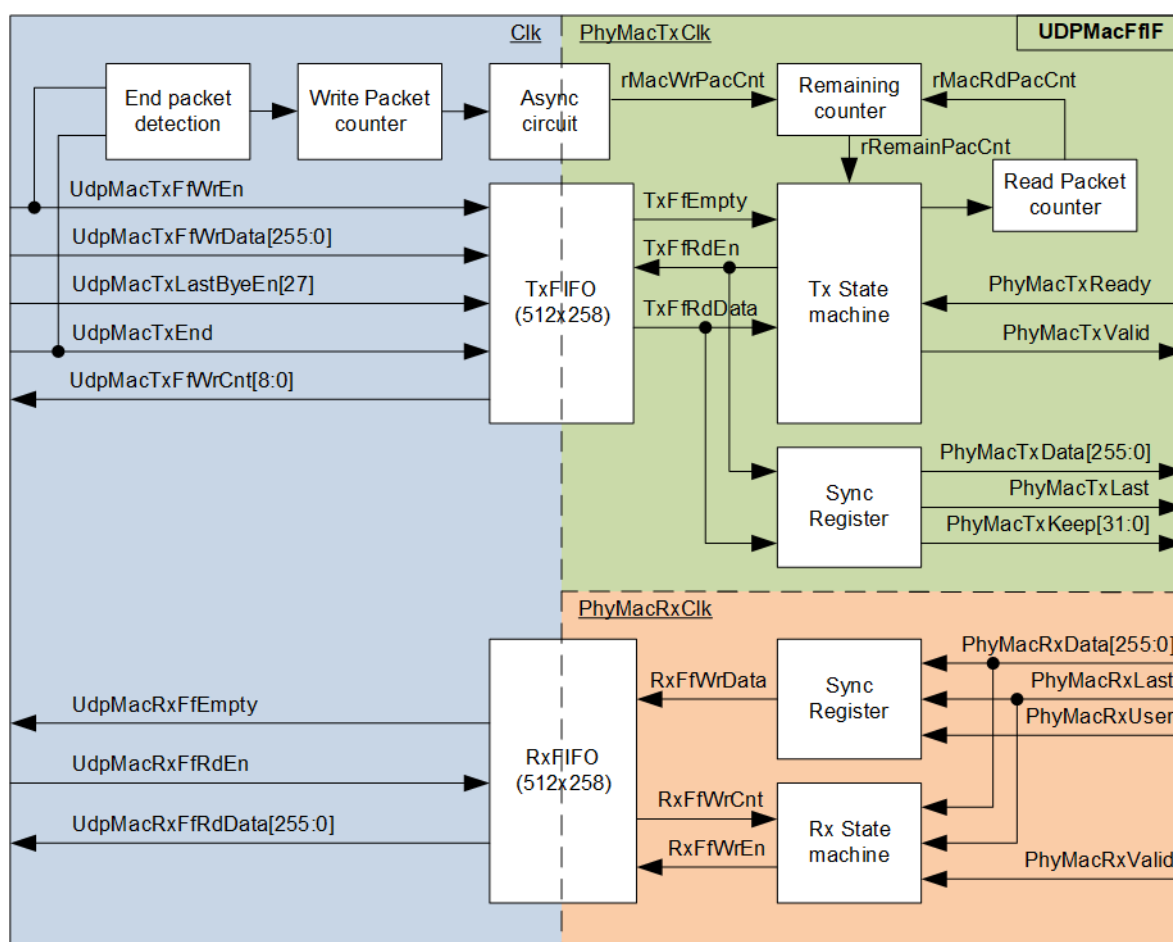 Clk
PhyMacTxClk
UDPMacFfIF
End packet
detection
Write Packet
counter
Async
circuit
rMacWrPacCnt
Remaining
counter
rMacRdPacCnt
rRemainPacCnt
Read Packet
counter
UdpMacTxFfWrEn
UdpMacTxFfWrData[255:0]
UdpMacTxLastByeEn[27]
UdpMacTxEnd
UdpMacTxFfWrCnt[8:0]
TxFIFO
(512x258)
TxFfEmpty
TxFfRdEn
TxFfRdData
Tx State
machine
PhyMacTxReady
PhyMacTxValid
Sync
Register
PhyMacTxData[255:0]
PhyMacTxLast
PhyMacTxKeep[31:0]
PhyMacRxClk
UdpMacRxFfEmpty
UdpMacRxFfRdEn
UdpMacRxFfRdData[255:0]
RxFIFO
(512x258)
RxFfWrData
Sync
Register
PhyMacRxData[255:0]
PhyMacRxLast
PhyMacRxUser
RxFfWrCnt
RxFfWrEn
Rx State
machine
PhyMacRxValid